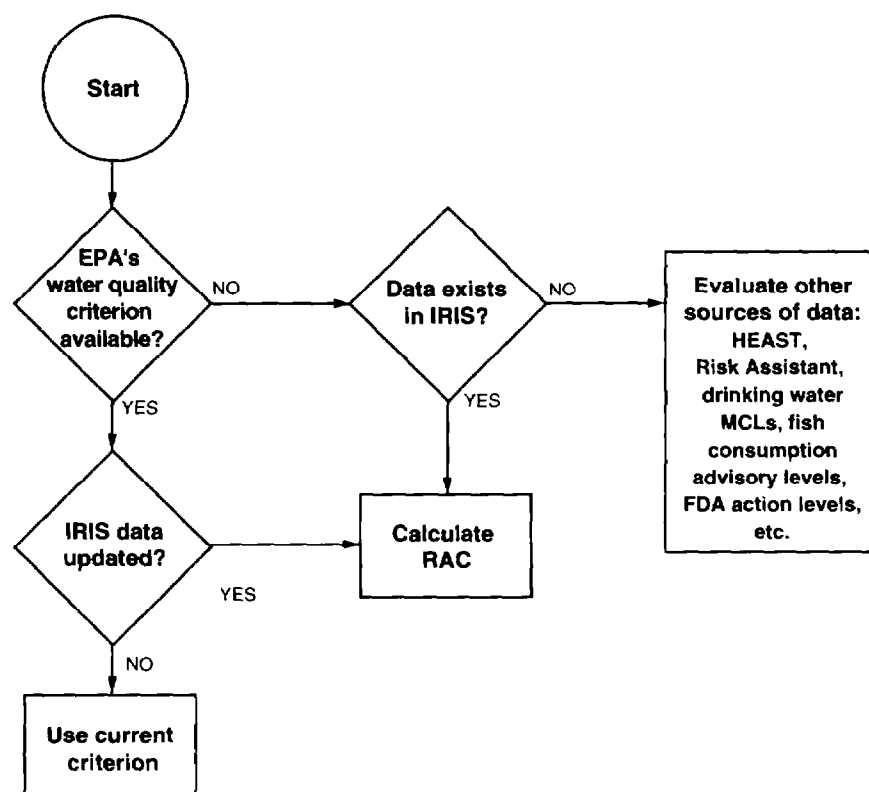 Start
EPA's
water quality
criterion
available?
NO
Data exists
in IRIS?
NO
Evaluate other
sources of data:
HEAST,
Risk Assistant,
drinking water
MCLs, fish
consumption
advisory levels,
FDA action levels,
etc.
YES
YES
IRIS data
updated?
YES
Calculate
RAC
NO
Use current
criterion